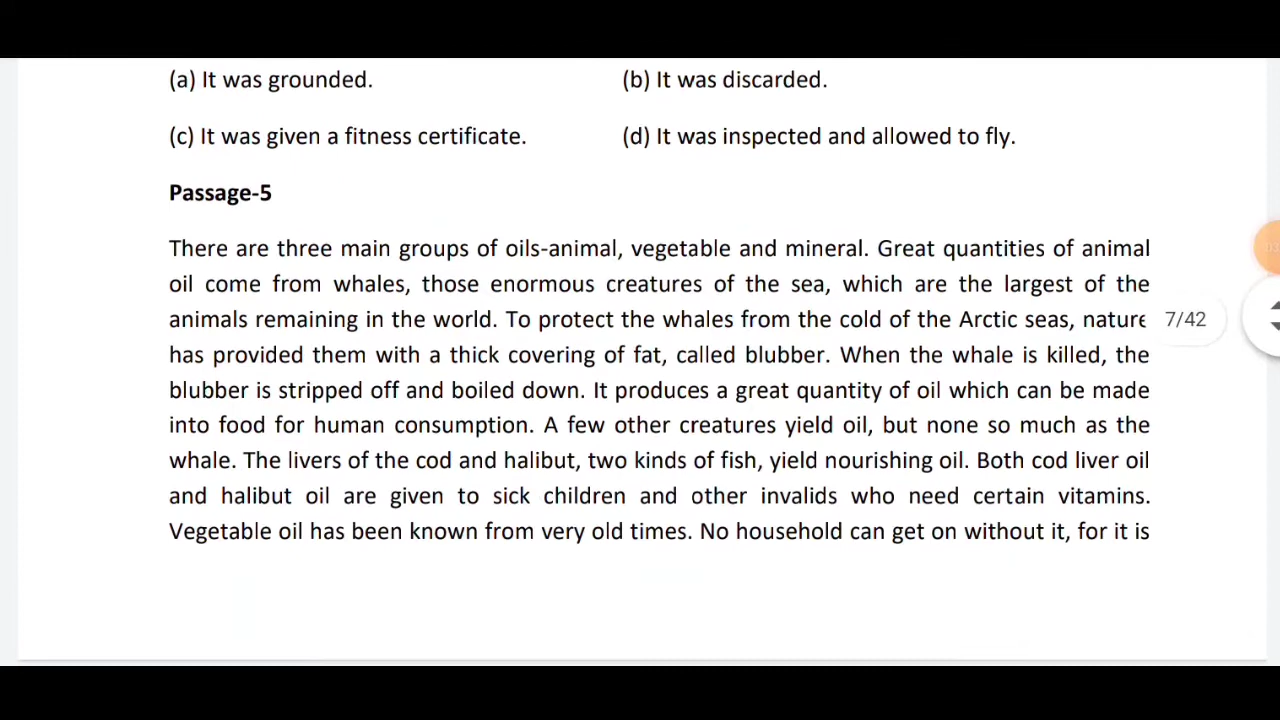 (a) It was grounded. (b) It was discarded.
(c) It was given a fitness certificate. (d) It was inspected and allowed to fly.
Passage-5
There are three main groups of oils-animal, vegetable and mineral. Great quantities of animal
oil come from whales, those enormous creatures of the sea, which are the largest of the
animals remaining in the world. To protect the whales from the cold of the Arctic seas, nature
7/42
has provided them with a thick covering of fat, called blubber. When the whale is killed, the
blubber is stripped off and boiled down. It produces a great quantity of oil which can be made
into food for human consumption. A few other creatures yield oil, but none so much as the
whale. The livers of the cod and halibut, two kinds of fish, yield nourishing oil. Both cod liver oil
and halibut oil are given to sick children and other invalids who need certain vitamins.
Vegetable oil has been known from very old times. No household can get on without it, for it is